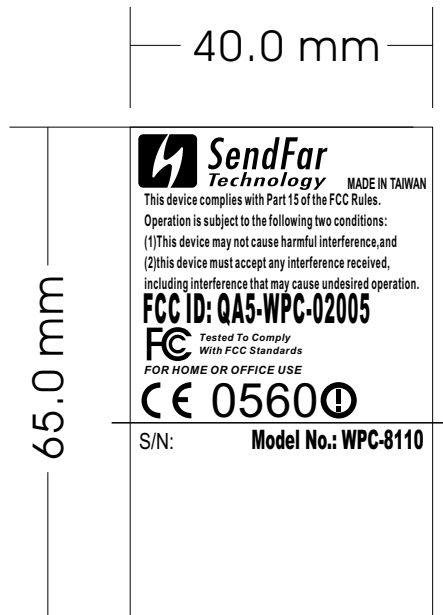 40.0 mm
65.0 mm
SendFar
Technology
MADE IN TAIWAN
This device complies with Part 15 of the FCC Rules.
Operation is subject to the following two conditions:
(1)This device may not cause harmful interference,and
(2)this device must accept any interference received,
including interference that may cause undesired operation.
FCC ID: QA5-WPC-02005
FC Tested To Comply
With FCC Standards
FOR HOME OR OFFICE USE
CE 0560!
S/N: Model No.: WPC-8110